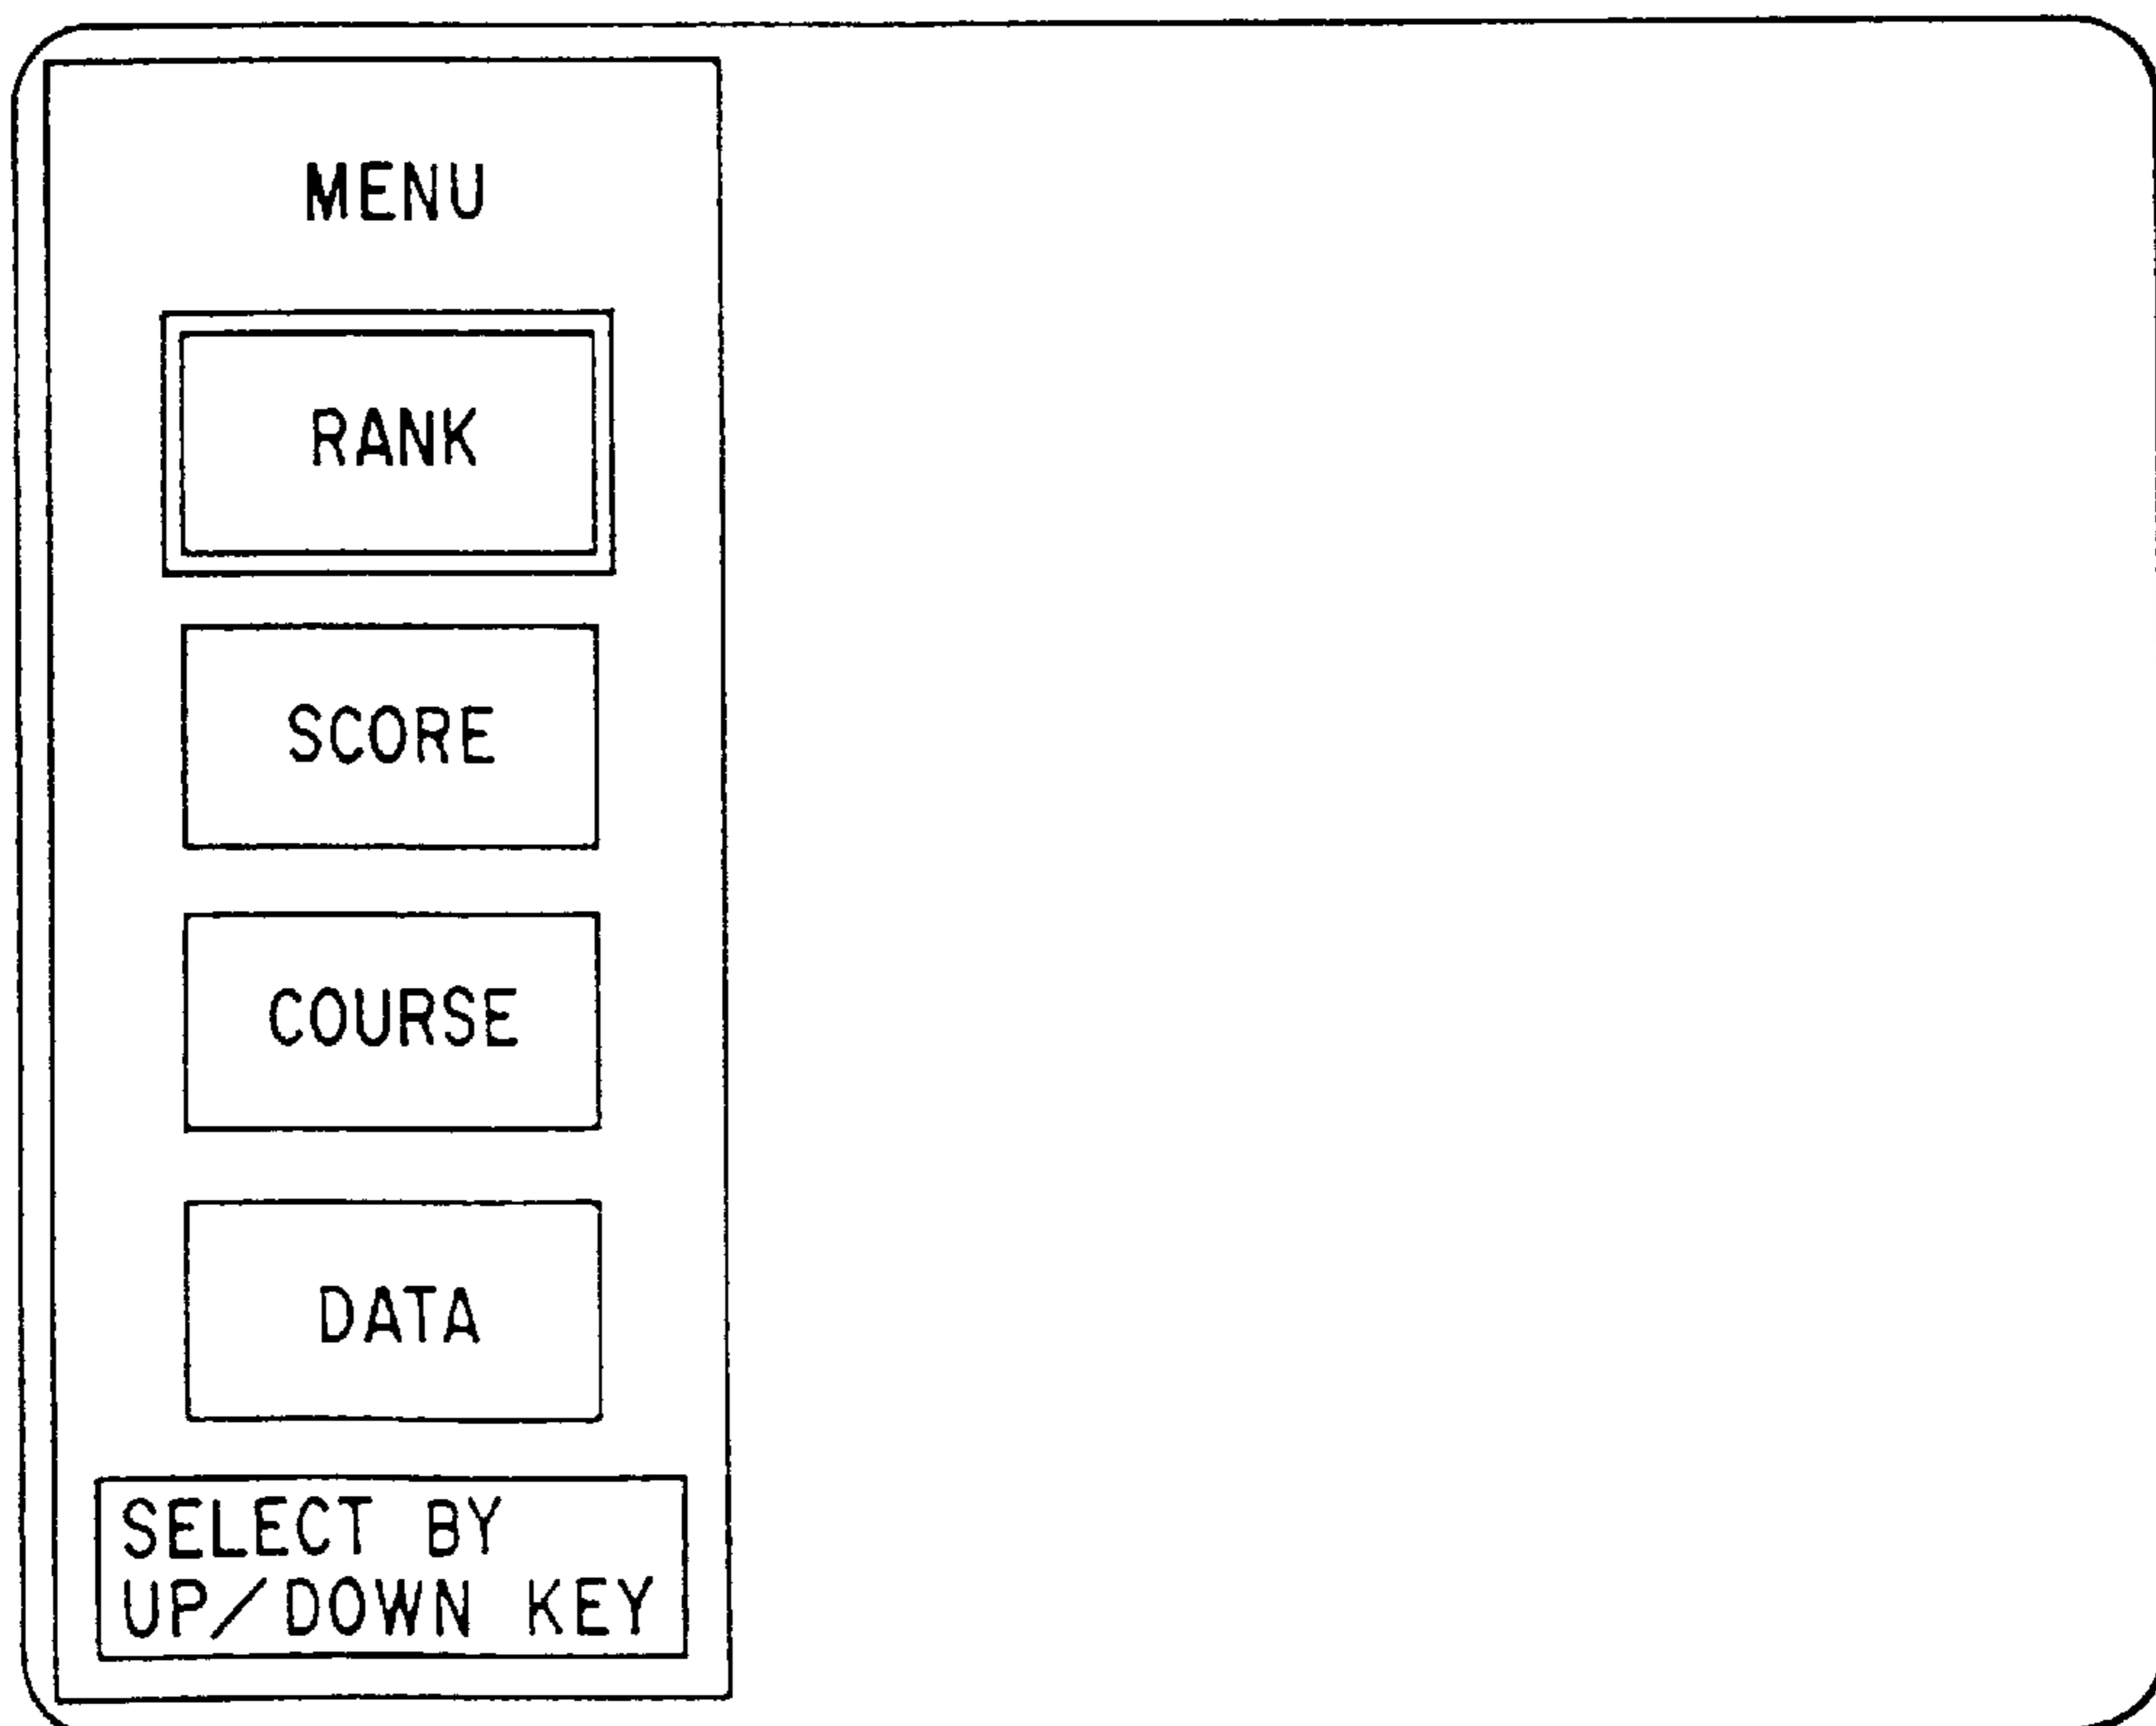 MENU
RANK
SCORE
COURSE
DATA
SELECT BY
UP/DOWN KEY